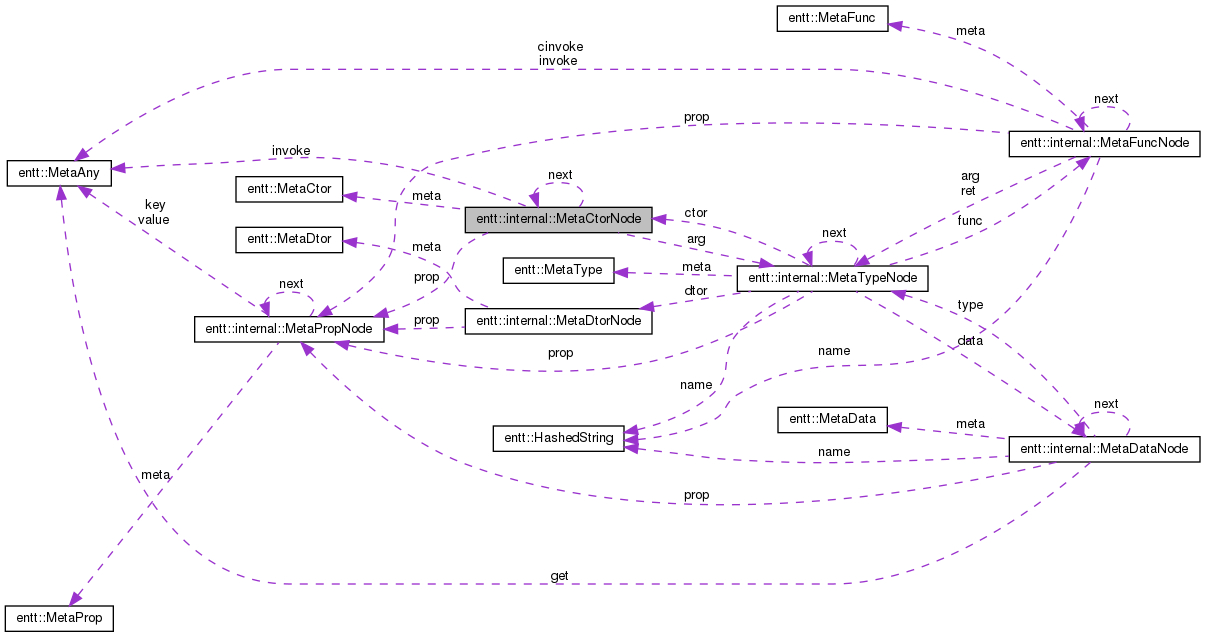 entt::MetaFunc
meta
cinvoke
invoke
next
prop
entt::internal::MetaFuncNode
invoke
entt::MetaAny
next
arg
ret
entt::MetaCtor
meta
key
value
ctor
entt::internal::MetaCtorNode
func
next
entt::MetaDtor
meta
arg
entt::MetaType
meta
entt::internal::MetaTypeNode
prop
next
dtor
type
entt::internal::MetaPropNode
prop
entt::internal::MetaDtorNode
data
prop
name
name
next
entt::MetaData
meta
entt::HashedString
name
entt::internal::MetaDataNode
meta
prop
get
entt::MetaProp